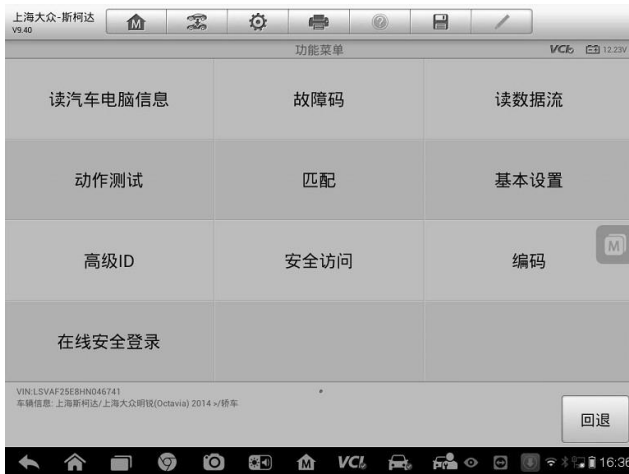 上海大众-斯柯达
V9.40
功能菜单
VCI 12.23V
读汽车电脑信息 故障码 读数据流
动作测试 匹配 基本设置
高级ID 安全访问 编码
在线安全登录
VIN:LSVAF25E8HN046741
车辆信息: 上海斯柯达/上海大众明锐(Octavia) 2014 >/轿车
回退
VCI 16:36